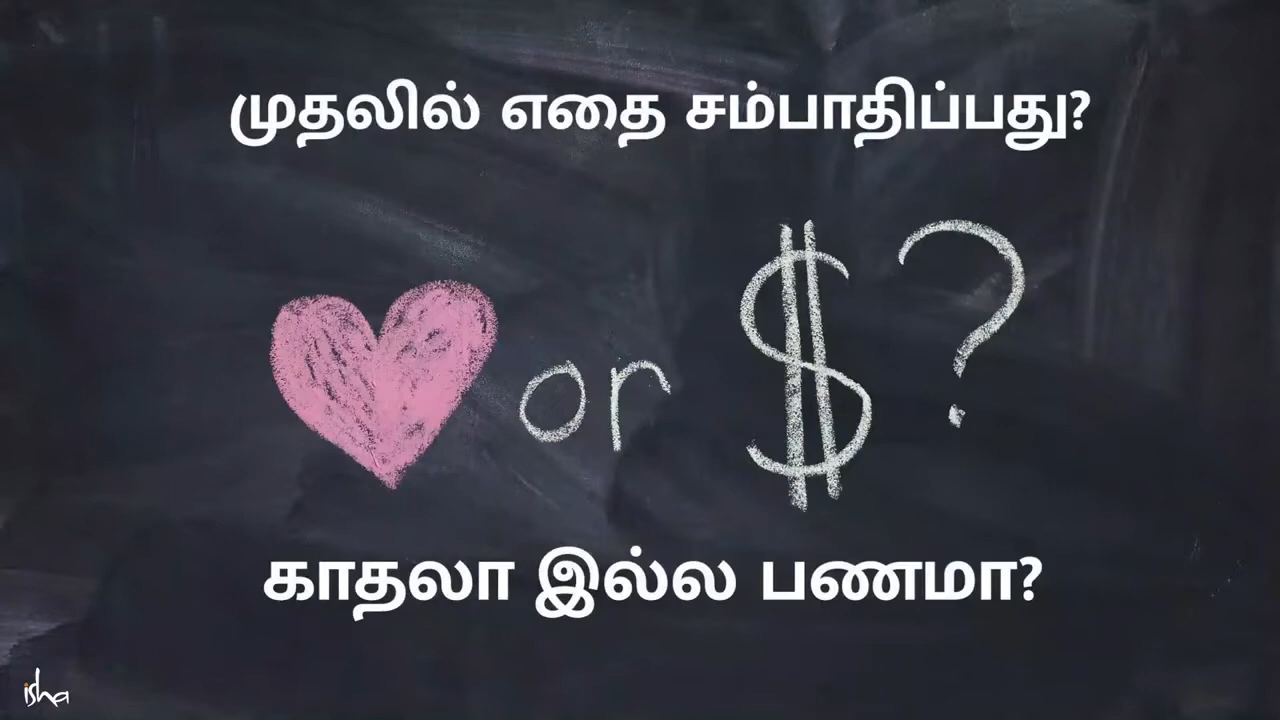 முதலில் எதை சம்பாதிப்பது?
or $?
காதலா இல்ல பணமா?
isha